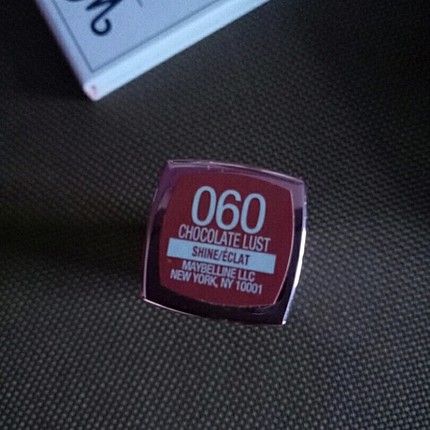 060
CHOCOLATE LUST
SHINE/ÉCLAT
MAYBELLINE LLC
NEW YORK, NY 10001